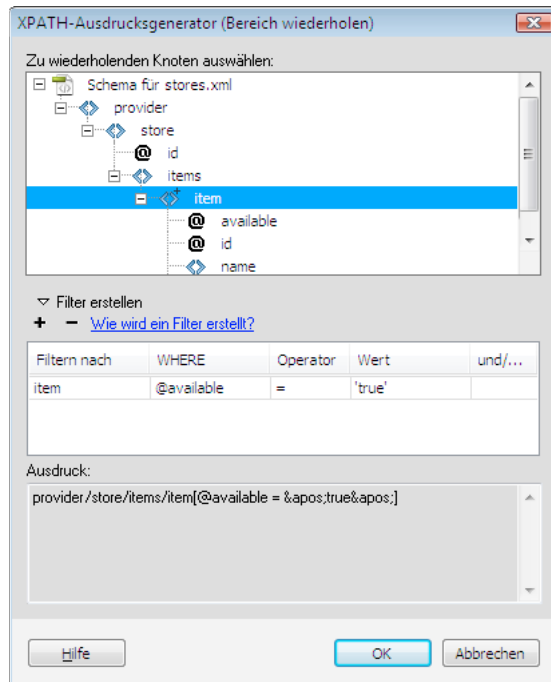 XPATH-Ausdrucksgenerator (Bereich wiederholen)
Zu wiederholenden Knoten auswählen:
Schema für stores.xml
provider
store
@ id
items
item
@ available
@ id
name
Filter erstellen
+ − Wie wird ein Filter erstellt?
Filtern nach WHERE Operator Wert und/...
item @available = 'true'
Ausdruck:
provider/store/items/item[@available = &apos;true&apos;]
Hilfe OK Abbrechen